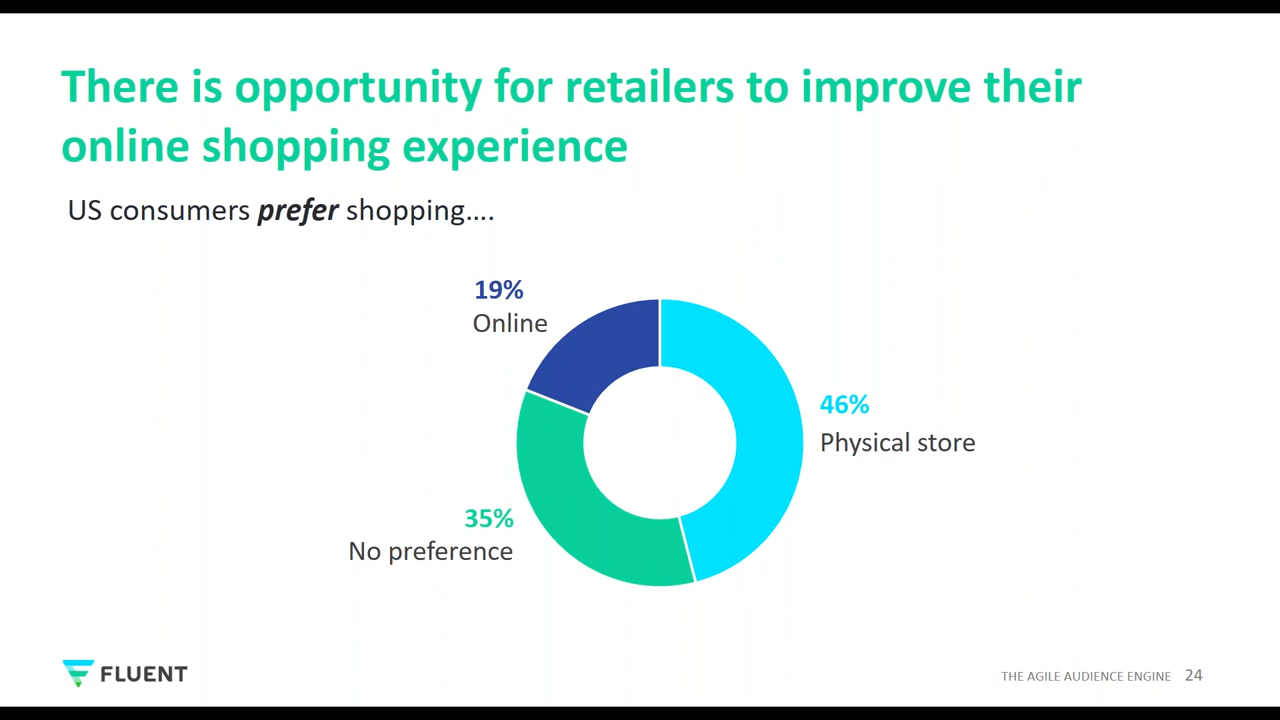 There is opportunity for retailers to improve their
online shopping experience
US consumers prefer shopping....
19%
Online
46%
Physical store
35%
No preference
FLUENT
THE AGILE AUDIENCE ENGINE 24